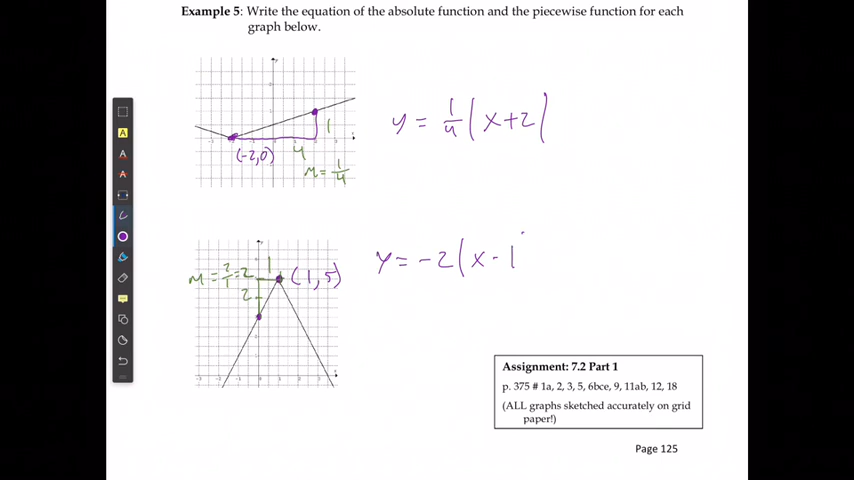 Example 5: Write the equation of the absolute function and the piecewise function for each
graph below.
y = 1/4 |x+2|
1
(-2,0) 4
m = 1/4
m = 2/1 = 2
1
(1,5)
2
y = -2|x - 1
Assignment: 7.2 Part 1
p. 375 # 1a, 2, 3, 5, 6bce, 9, 11ab, 12, 18
(ALL graphs sketched accurately on grid
paper!)
Page 125